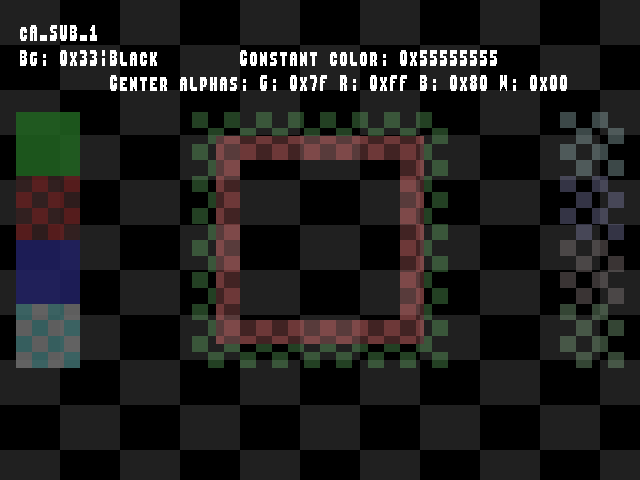 cA_SUB_1
Bg: 0x33¦Black Constant color: 0x55555555
Center alphas: G: 0x7f R: 0xff B: 0x80 W: 0x00